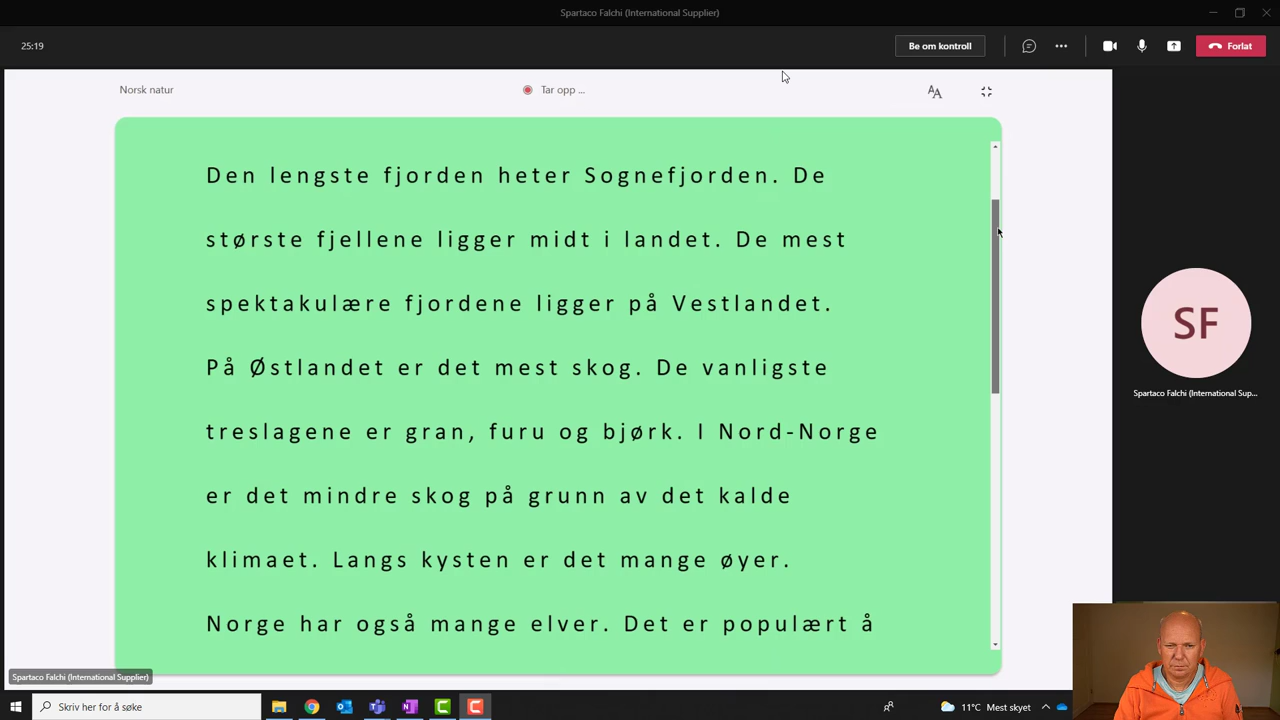 Spartaco Falchi (International Supplier)
25:19
Be om kontroll
Forlat
Norsk natur
Tar opp ...
AA
Den lengste fjorden heter Sognefjorden. De
største fjellene ligger midt i landet. De mest
spektakulære fjordene ligger på Vestlandet.
På Østlandet er det mest skog. De vanligste
treslagene er gran, furu og bjørk. I Nord-Norge
er det mindre skog på grunn av det kalde
klimaet. Langs kysten er det mange øyer.
Norge har også mange elver. Det er populært å
SF
Spartaco Falchi (International Sup...
Spartaco Falchi (International Supplier)
Skriv her for å søke
11°C Mest skyet